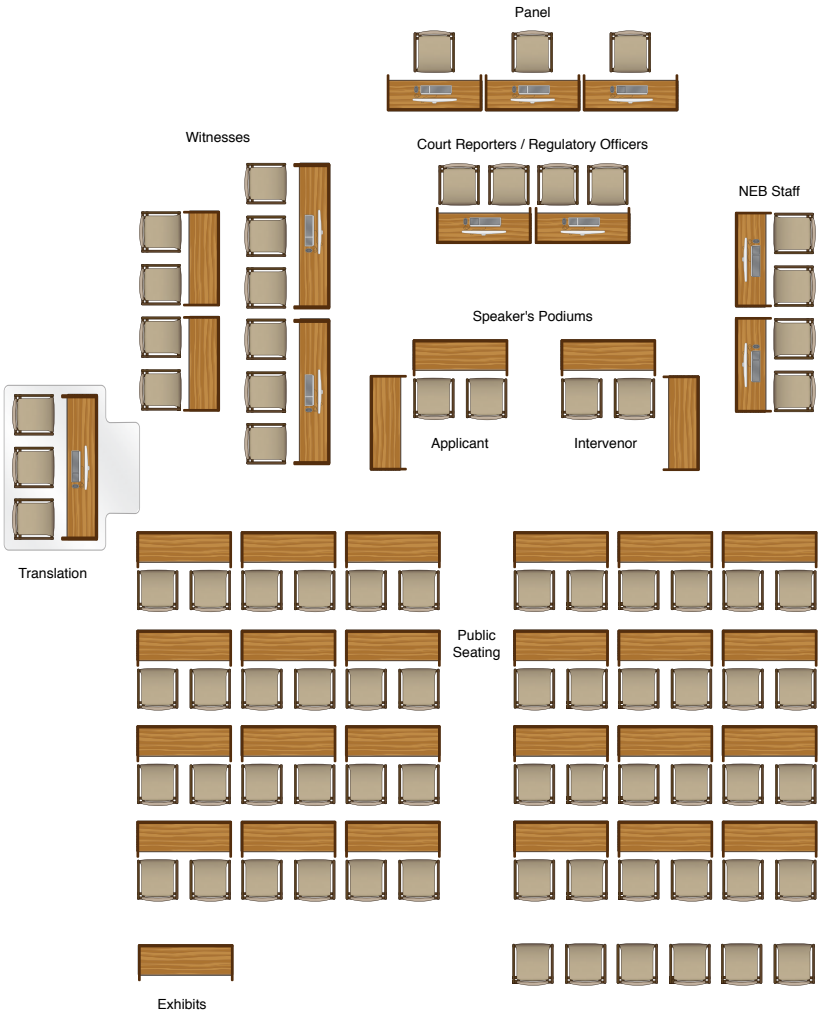 Panel
Witnesses
Court Reporters / Regulatory Officers
NEB Staff
Speaker's Podiums
Applicant
Intervenor
Translation
Public
Seating
Exhibits